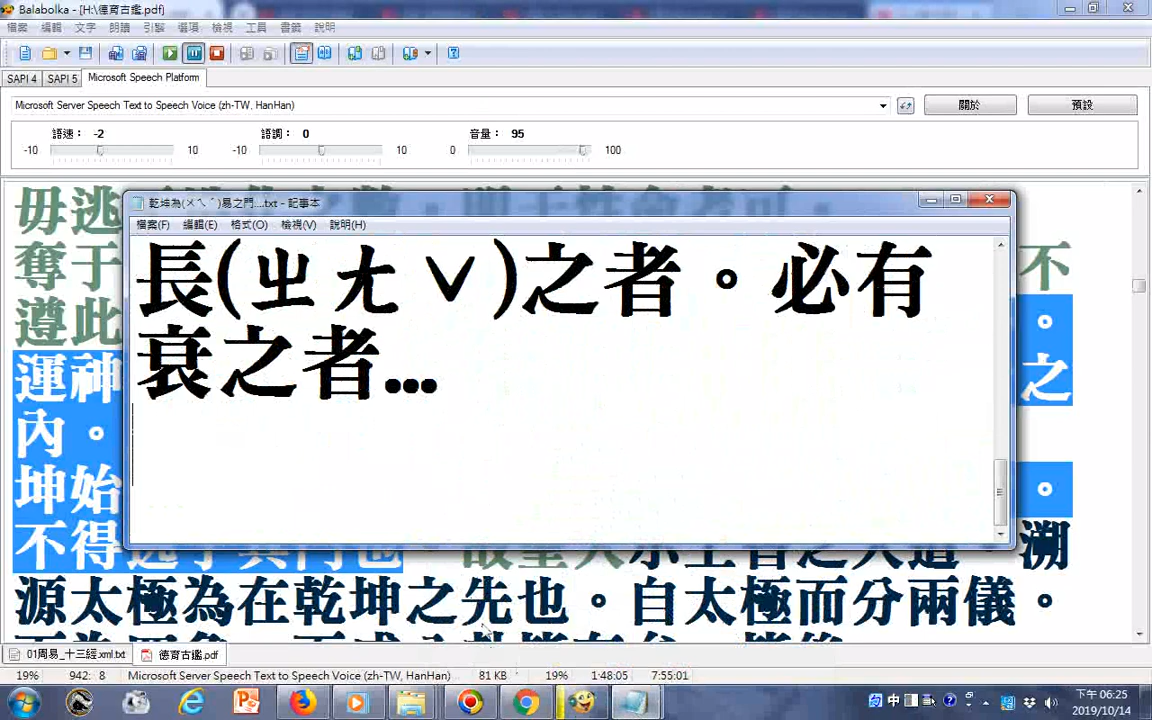 Balabolka - [H:\德育古鑑.pdf]
檔案 編輯 文字 朗讀 引擎 選項 檢視 工具 書籤 說明
SAPI 4 SAPI 5 Microsoft Speech Platform
Microsoft Server Speech Text to Speech Voice (zh-TW, HanHan) 關於 預設
語速： -2 語調： 0 音量： 95
-10 10 -10 10 0 100
毋逃
乾坤為(ㄨㄟˊ)易之門....txt - 記事本
檔案(F) 編輯(E) 格式(O) 檢視(V) 說明(H)
奪于 不
長(ㄓㄤˇ)之者。必有
遵此 。
衰之者...
運神 之
內。
坤始 。
不得 溯
源太極為在乾坤之先也。自太極而分兩儀。
01周易_十三經.xml.txt 德育古鑑.pdf
19% 942: 8 Microsoft Server Speech Text to Speech Voice (zh-TW, HanHan) 81 KB 19% 1:48:05 7:55:01
中 下午 06:25
2019/10/14